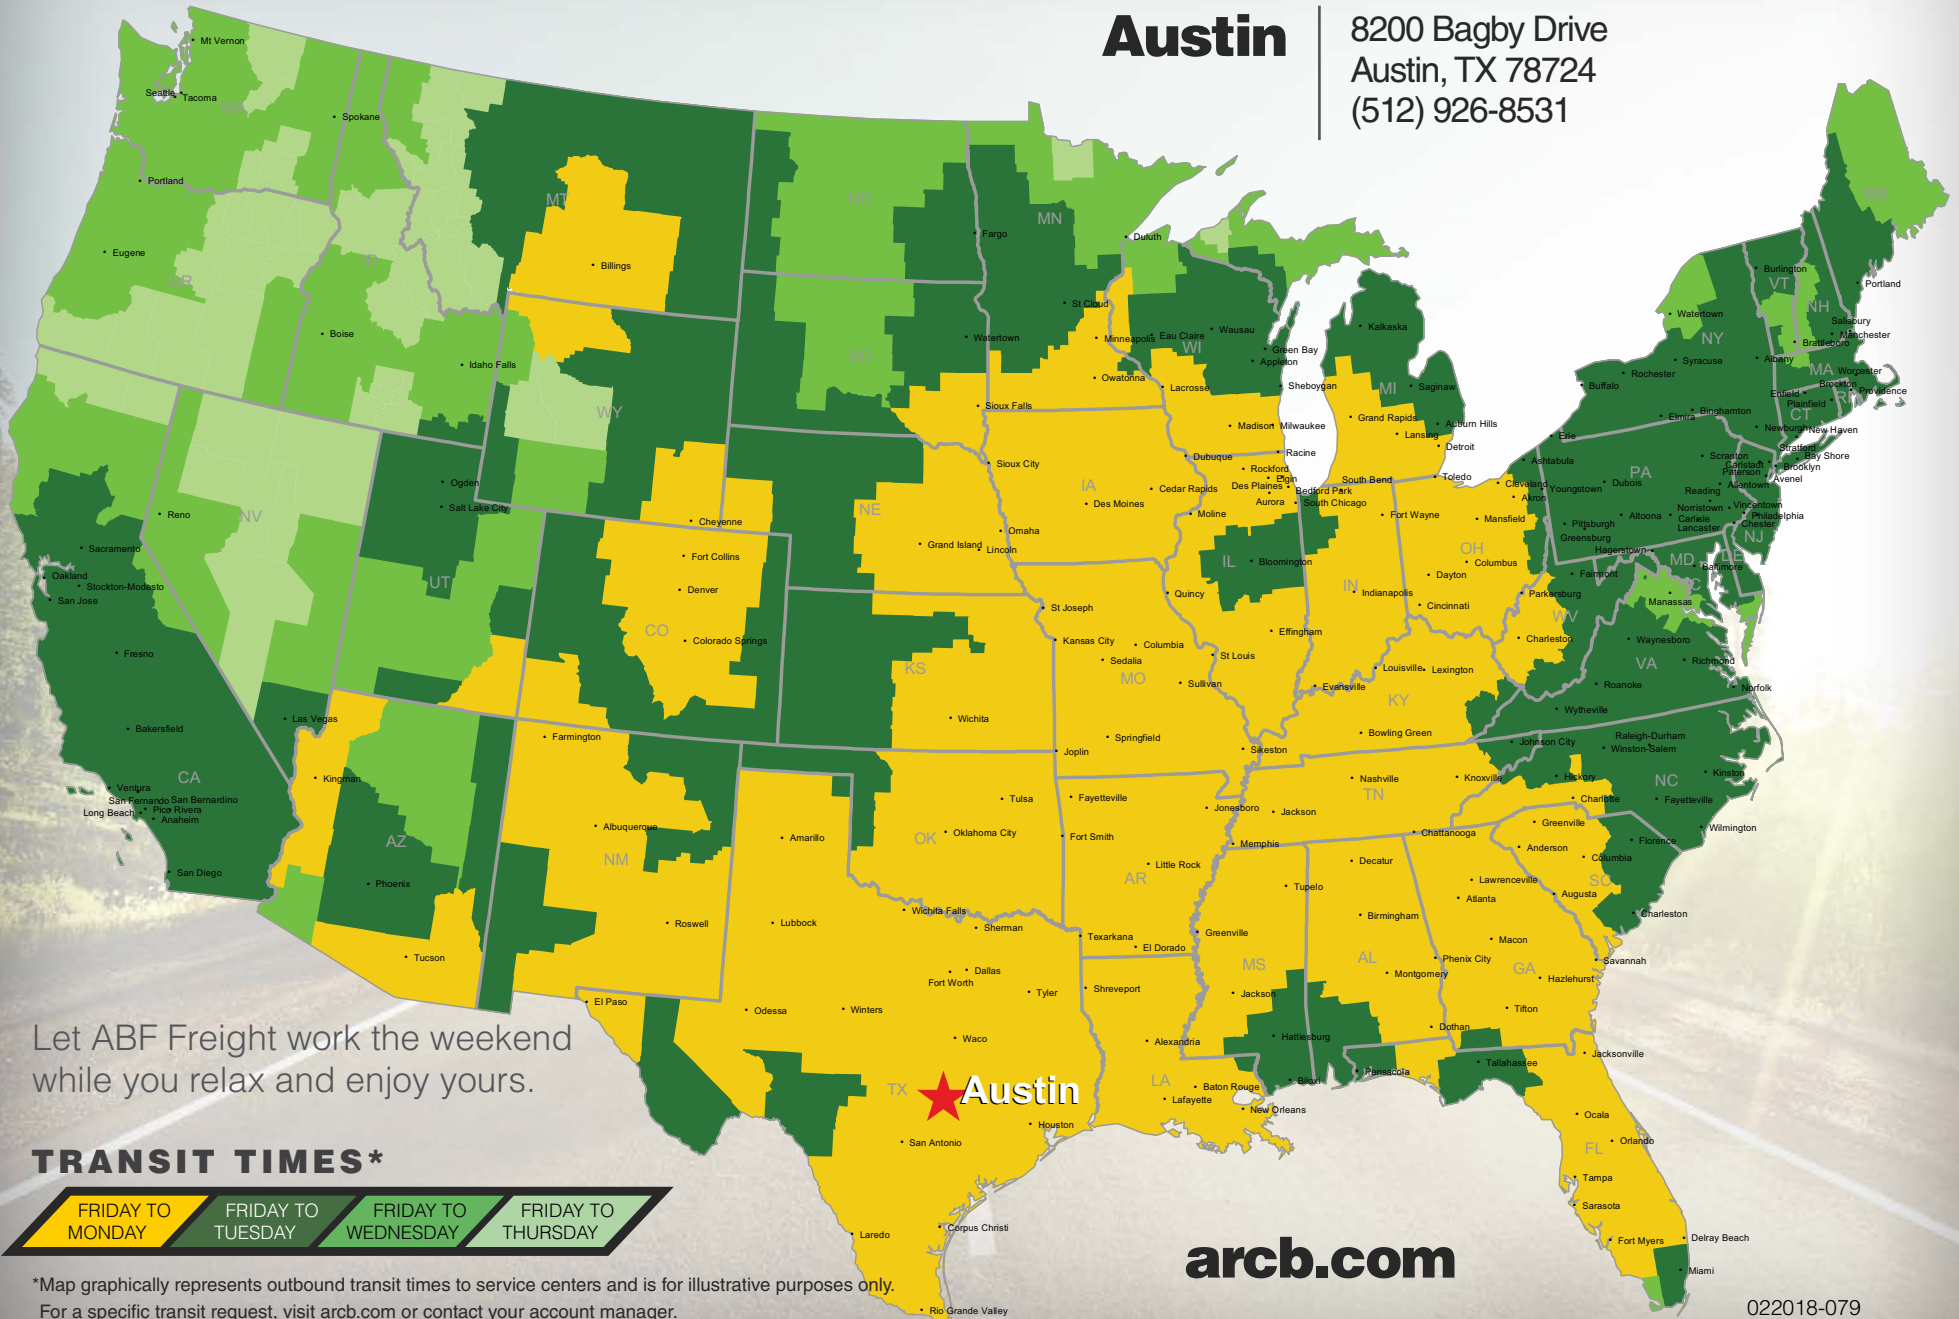 Austin
8200 Bagby Drive
Austin, TX 78724
(512) 926-8531
Mt Vernon
Seattle
Tacoma
WA
Spokane
Portland
Eugene
OR
Boise
ID
Idaho Falls
MT
Billings
WY
ND
Fargo
SD
Watertown
Sioux Falls
MN
Duluth
St Cloud
Minneapolis
Owatonna
Eau Claire
Wausau
WI
Green Bay
Appleton
Sheboygan
Lacrosse
Madison
Milwaukee
Racine
Kalkaska
MI
Saginaw
Grand Rapids
Lansing
Auburn Hills
Detroit
ME
Portland
Burlington
VT
NH
Salisbury
Manchester
Brattleboro
Watertown
NY
Syracuse
Albany
Rochester
Buffalo
MA
Worcester
Brockton
Providence
Enfield
Plainfield
RI
CT
Elmira
Binghamton
Newburgh
New Haven
Stratford
Bay Shore
Erie
Scranton
Carlstadt
Brooklyn
Paterson
Avenel
Ashtabula
PA
Dubois
Allantown
Reading
Cleveland
Youngstown
Akron
Norristown
Vincentown
Philadelphia
Altoona
Carlisle
Lancaster
Chester
Pittsburgh
Greensburg
NJ
Hagerstown
MD
DE
Baltimore
Fairmont
DC
Manassas
Toledo
Mansfield
OH
Columbus
Dayton
Cincinnati
Parkersburg
WV
Charleston
Waynesboro
VA
Richmond
Roanoke
Norfolk
Wytheville
Dubuque
Rockford
Elgin
Des Plaines
Bedford Park
Aurora
South Chicago
South Bend
Fort Wayne
IL
Bloomington
IN
Indianapolis
Effingham
Evansville
Louisville
Lexington
KY
Bowling Green
Sioux City
IA
Cedar Rapids
Des Moines
Moline
NE
Omaha
Grand Island
Lincoln
Quincy
St Joseph
Kansas City
Columbia
Sedalia
MO
St Louis
Sullivan
Springfield
Joplin
Sikeston
KS
Wichita
Cheyenne
Fort Collins
Denver
CO
Colorado Springs
Ogden
Salt Lake City
UT
Reno
NV
Las Vegas
Sacramento
Oakland
Stockton-Modesto
San Jose
Fresno
Bakersfield
CA
Ventura
San Fernando
San Bernardino
Long Beach
Pico Rivera
Anaheim
San Diego
Kingman
AZ
Phoenix
Tucson
Farmington
Albuquerque
NM
Roswell
El Paso
Amarillo
Lubbock
Odessa
Winters
Wichita Falls
Sherman
Dallas
Fort Worth
Tyler
Waco
TX
Austin
San Antonio
Houston
Laredo
Corpus Christi
Rio Grande Valley
Tulsa
OK
Oklahoma City
Fayetteville
Fort Smith
Little Rock
AR
Jonesboro
Texarkana
El Dorado
Shreveport
Alexandria
LA
Baton Rouge
Lafayette
New Orleans
Nashville
Knoxville
TN
Jackson
Memphis
Chattanooga
Johnson City
Raleigh-Durham
Winston-Salem
Hickory
NC
Kinston
Charlotte
Fayetteville
Wilmington
Greenville
Anderson
Columbia
Florence
SC
Charleston
Tupelo
Greenville
MS
Jackson
Hattiesburg
Biloxi
Decatur
Birmingham
AL
Montgomery
Dothan
Lawrenceville
Atlanta
Augusta
Macon
Phenix City
GA
Hazlehurst
Savannah
Tifton
Pensacola
Tallahassee
Jacksonville
Ocala
Orlando
FL
Tampa
Sarasota
Fort Myers
Delray Beach
Miami
Let ABF Freight work the weekend
while you relax and enjoy yours.
TRANSIT TIMES*
FRIDAY TO
MONDAY
FRIDAY TO
TUESDAY
FRIDAY TO
WEDNESDAY
FRIDAY TO
THURSDAY
*Map graphically represents outbound transit times to service centers and is for illustrative purposes only.
For a specific transit request, visit arcb.com or contact your account manager.
arcb.com
022018-079